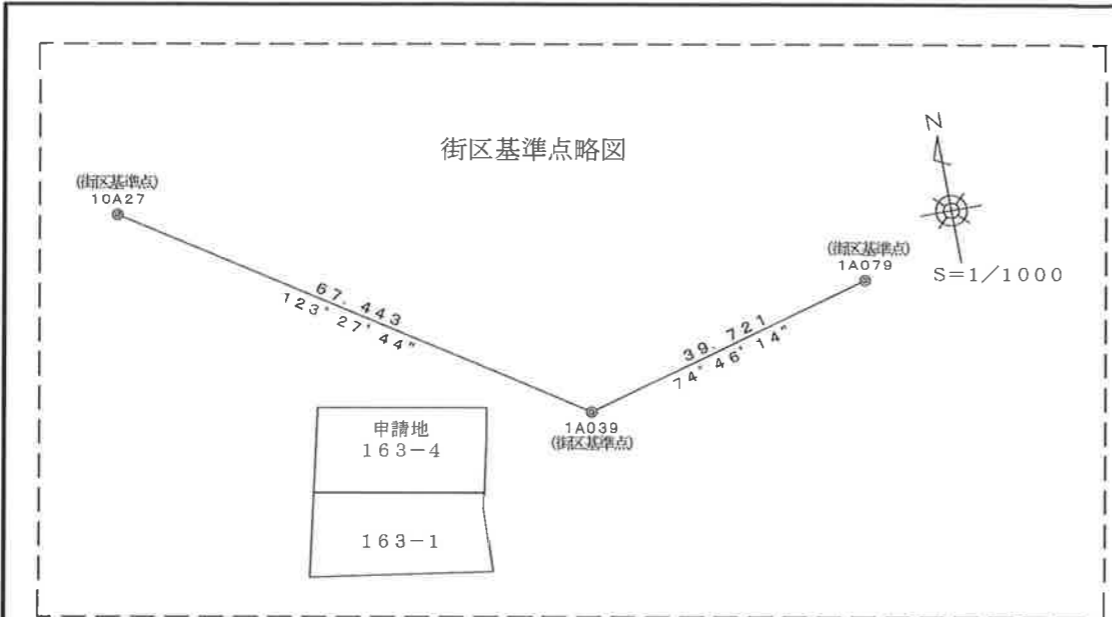 街区基準点略図
N
S=1/1000
(街区基準点)
10A27
67.443
123°27'44"
(街区基準点)
1A079
39.721
74°46'14"
1A039
(街区基準点)
申請地
163-4
163-1